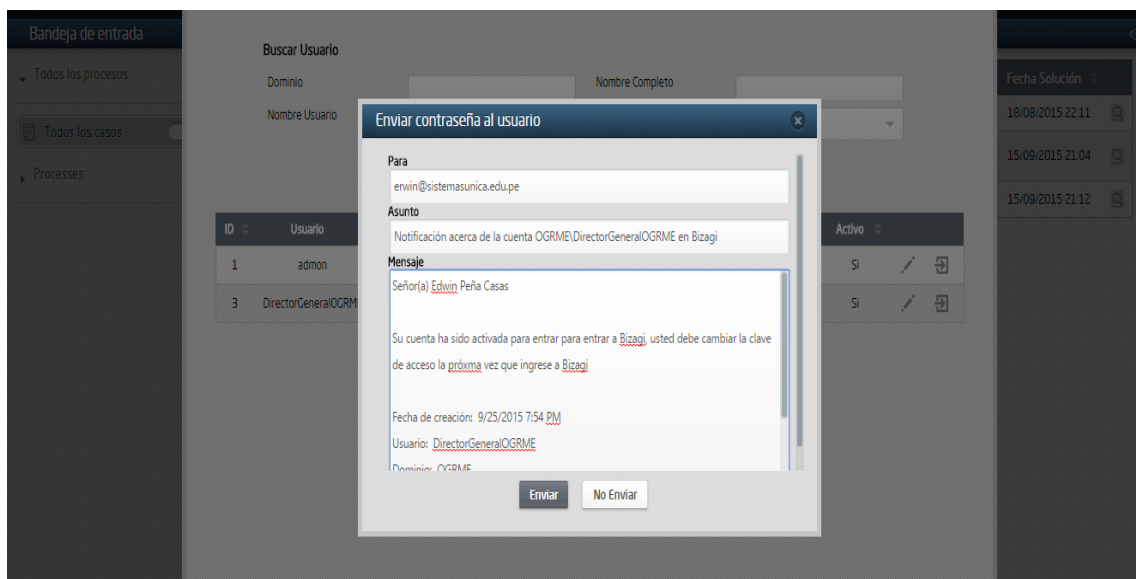 Bandeja de entrada
Todos los procesos
Todos los casos
Processes
Buscar Usuario
Dominio
Nombre Completo
Nombre Usuario
Enviar contraseña al usuario
Para
erwin@sistemasunica.edu.pe
Asunto
Notificación acerca de la cuenta OGRME\DirectorGeneralOGRME en Bizagi
Mensaje
Señor(a) Edwin Peña Casas
Su cuenta ha sido activada para entrar para entrar a Bizagi, usted debe cambiar la clave
de acceso la próxma vez que ingrese a Bizagi
Fecha de creación: 9/25/2015 7:54 PM
Usuario: DirectorGeneralOGRME
Dominio: OGRME
Enviar No Enviar
ID Usuario Activo
1 admon Si
3 DirectorGeneralOGRM Si
Fecha Solución
18/08/2015 22:11
15/09/2015 21:04
15/09/2015 21:12